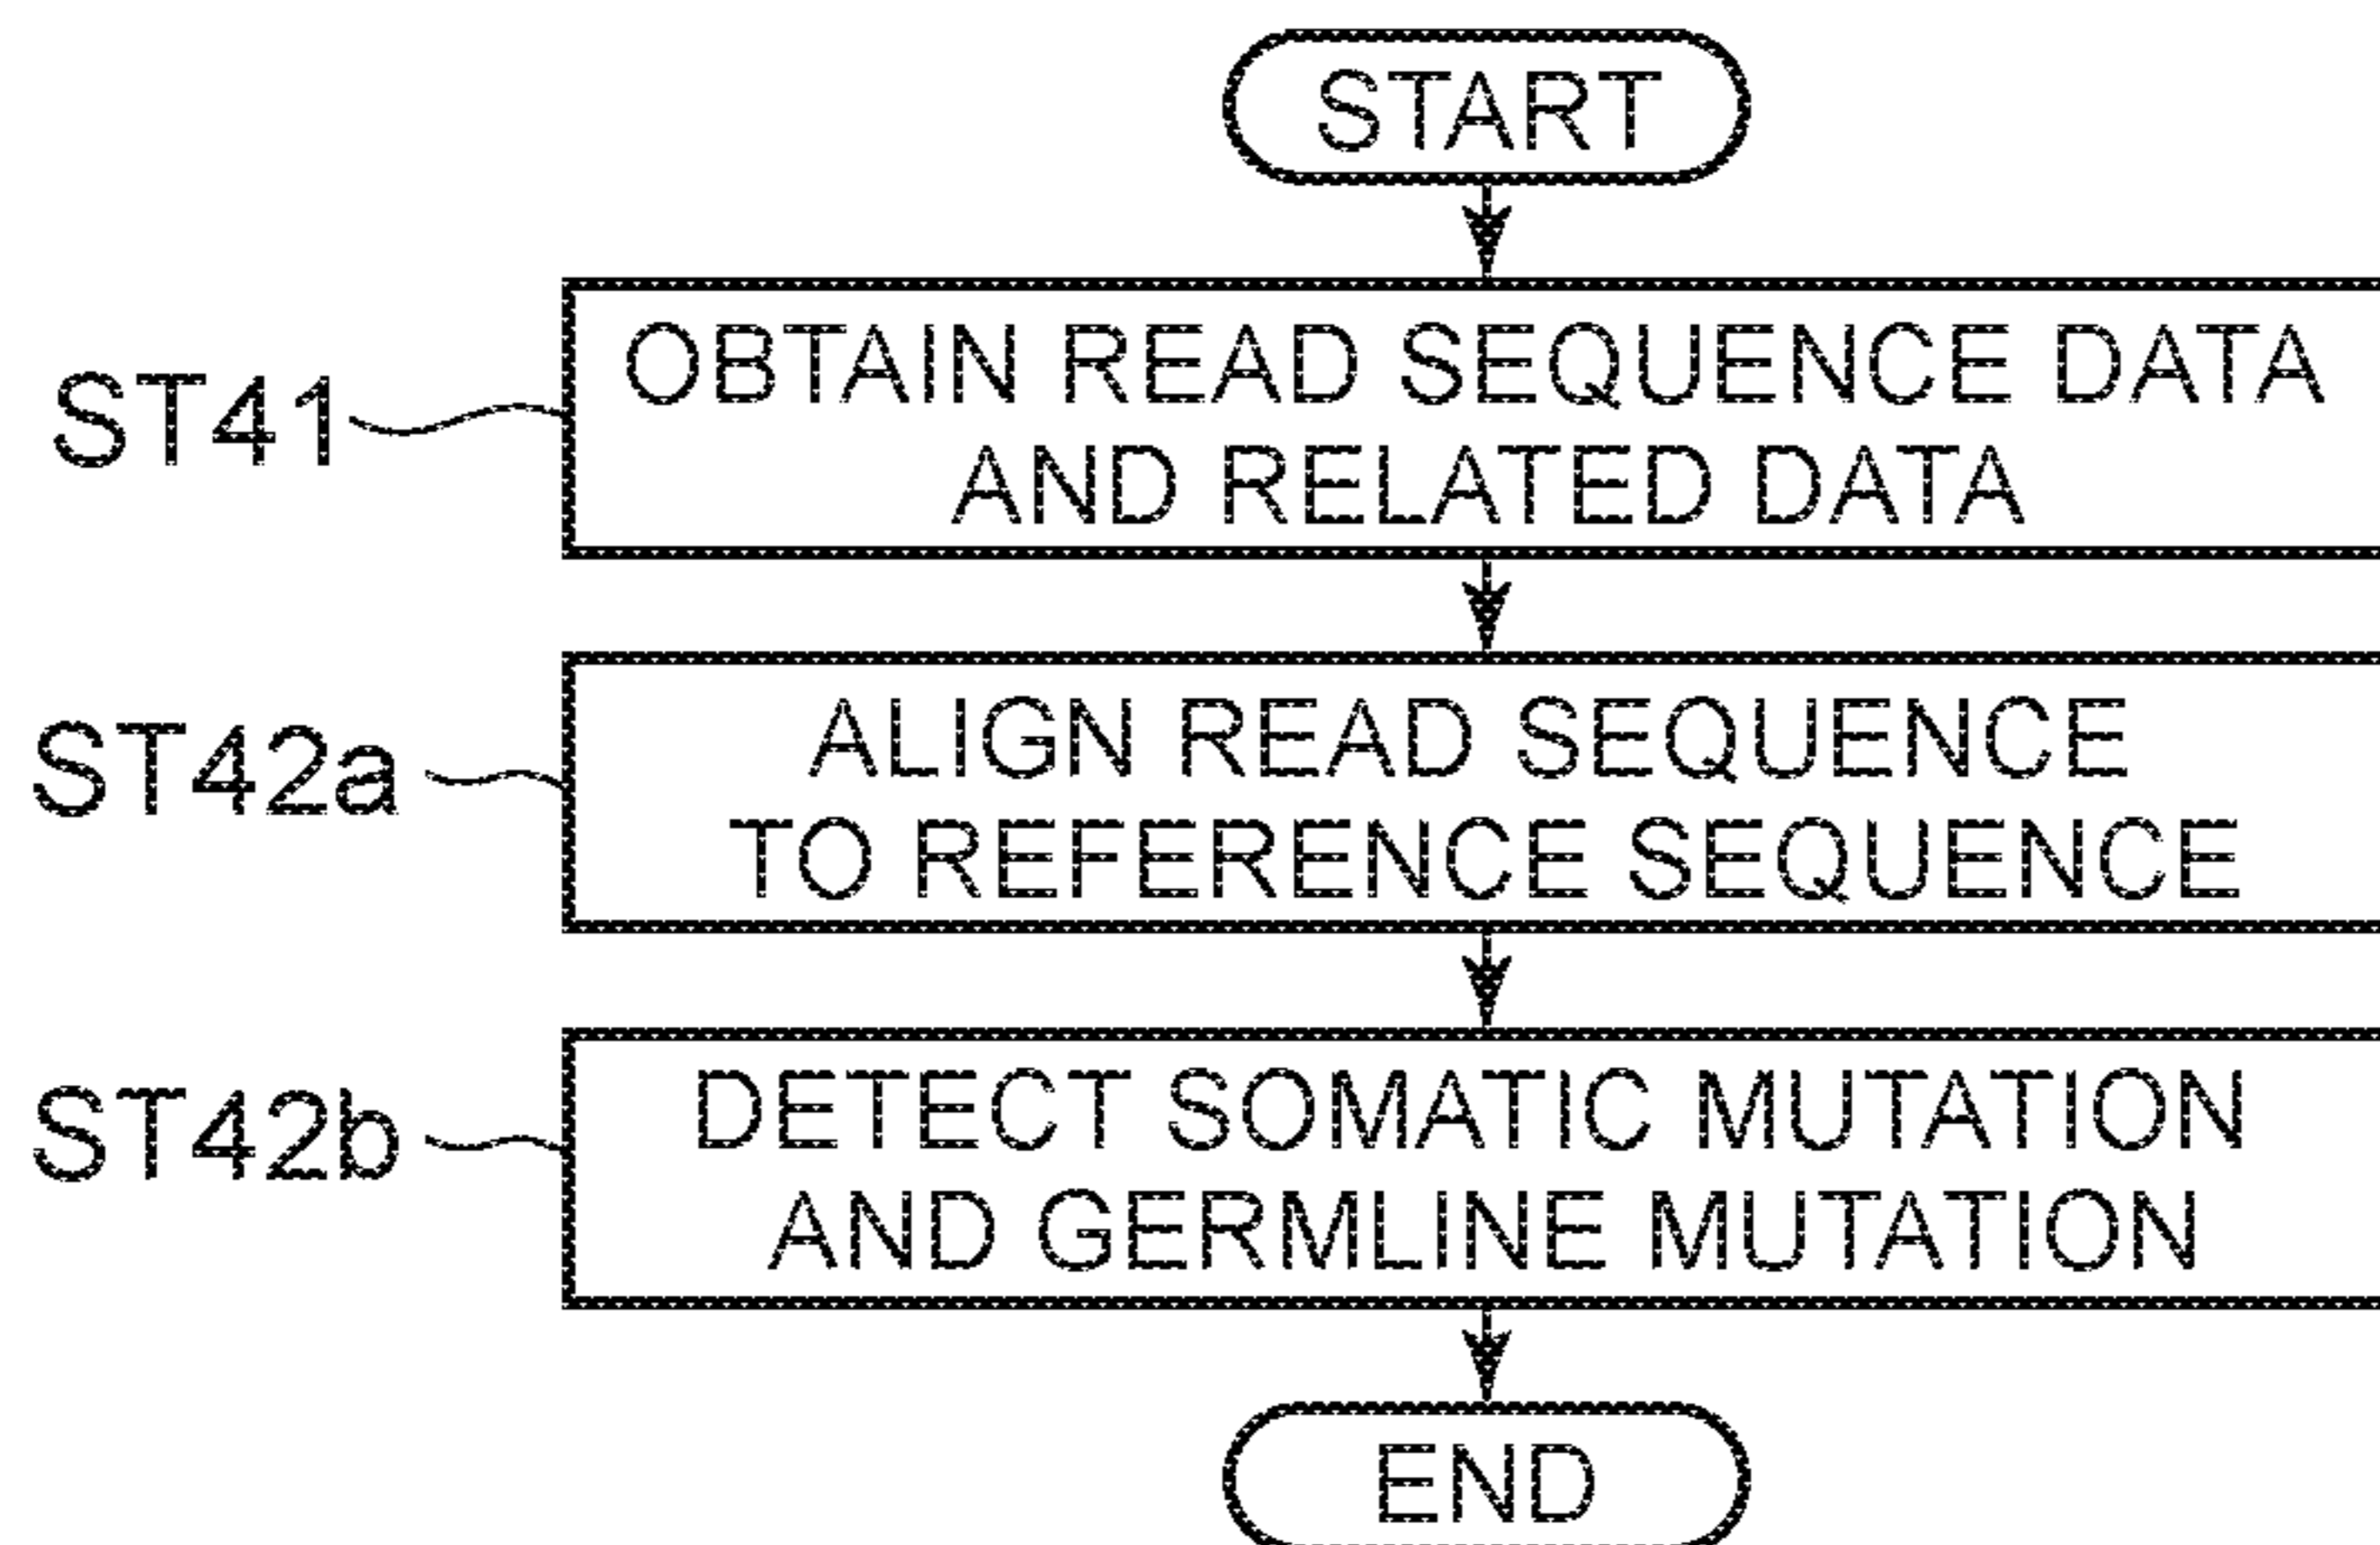 START
ST41
OBTAIN READ SEQUENCE DATA
AND RELATED DATA
ST42a
ALIGN READ SEQUENCE
TO REFERENCE SEQUENCE
ST42b
DETECT SOMATIC MUTATION
AND GERMLINE MUTATION
END